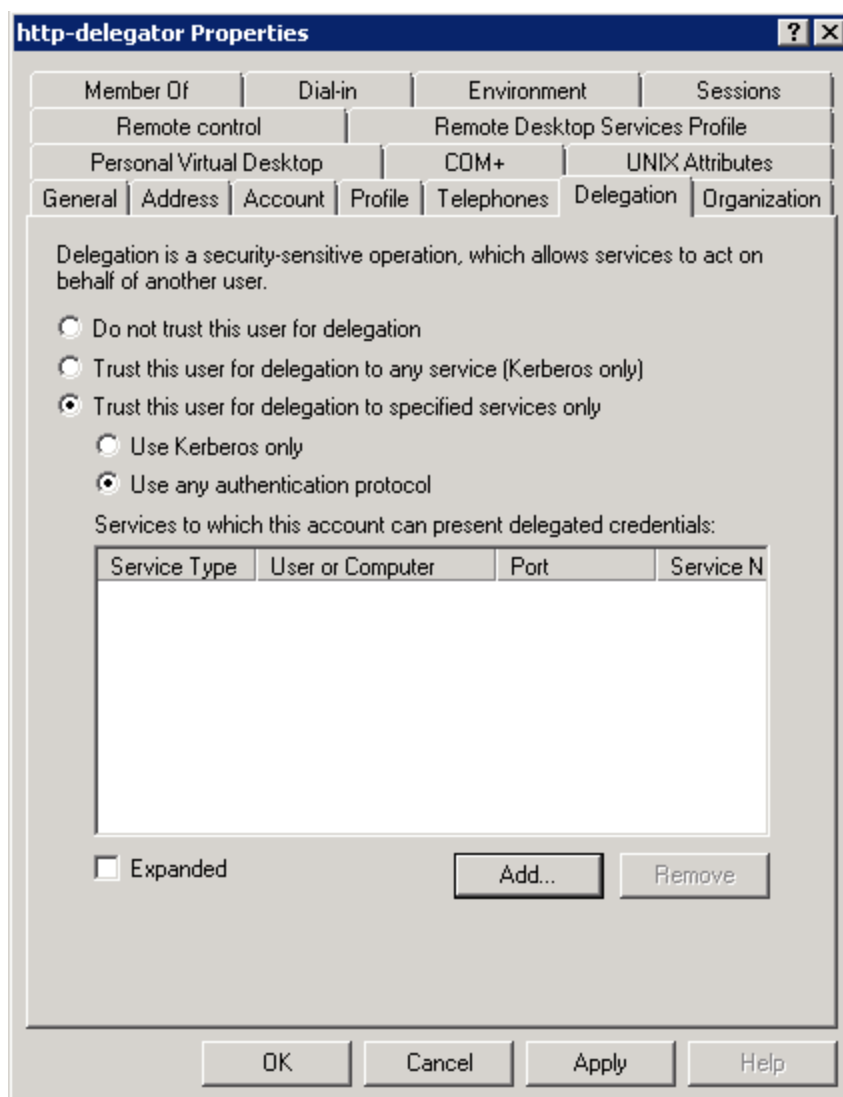 http-delegator Properties
Member Of Dial-in Environment Sessions
Remote control Remote Desktop Services Profile
Personal Virtual Desktop COM+ UNIX Attributes
General Address Account Profile Telephones Delegation Organization
Delegation is a security-sensitive operation, which allows services to act on
behalf of another user.
Do not trust this user for delegation
Trust this user for delegation to any service (Kerberos only)
Trust this user for delegation to specified services only
Use Kerberos only
Use any authentication protocol
Services to which this account can present delegated credentials:
Service Type User or Computer Port Service N
Expanded Add... Remove
OK Cancel Apply Help